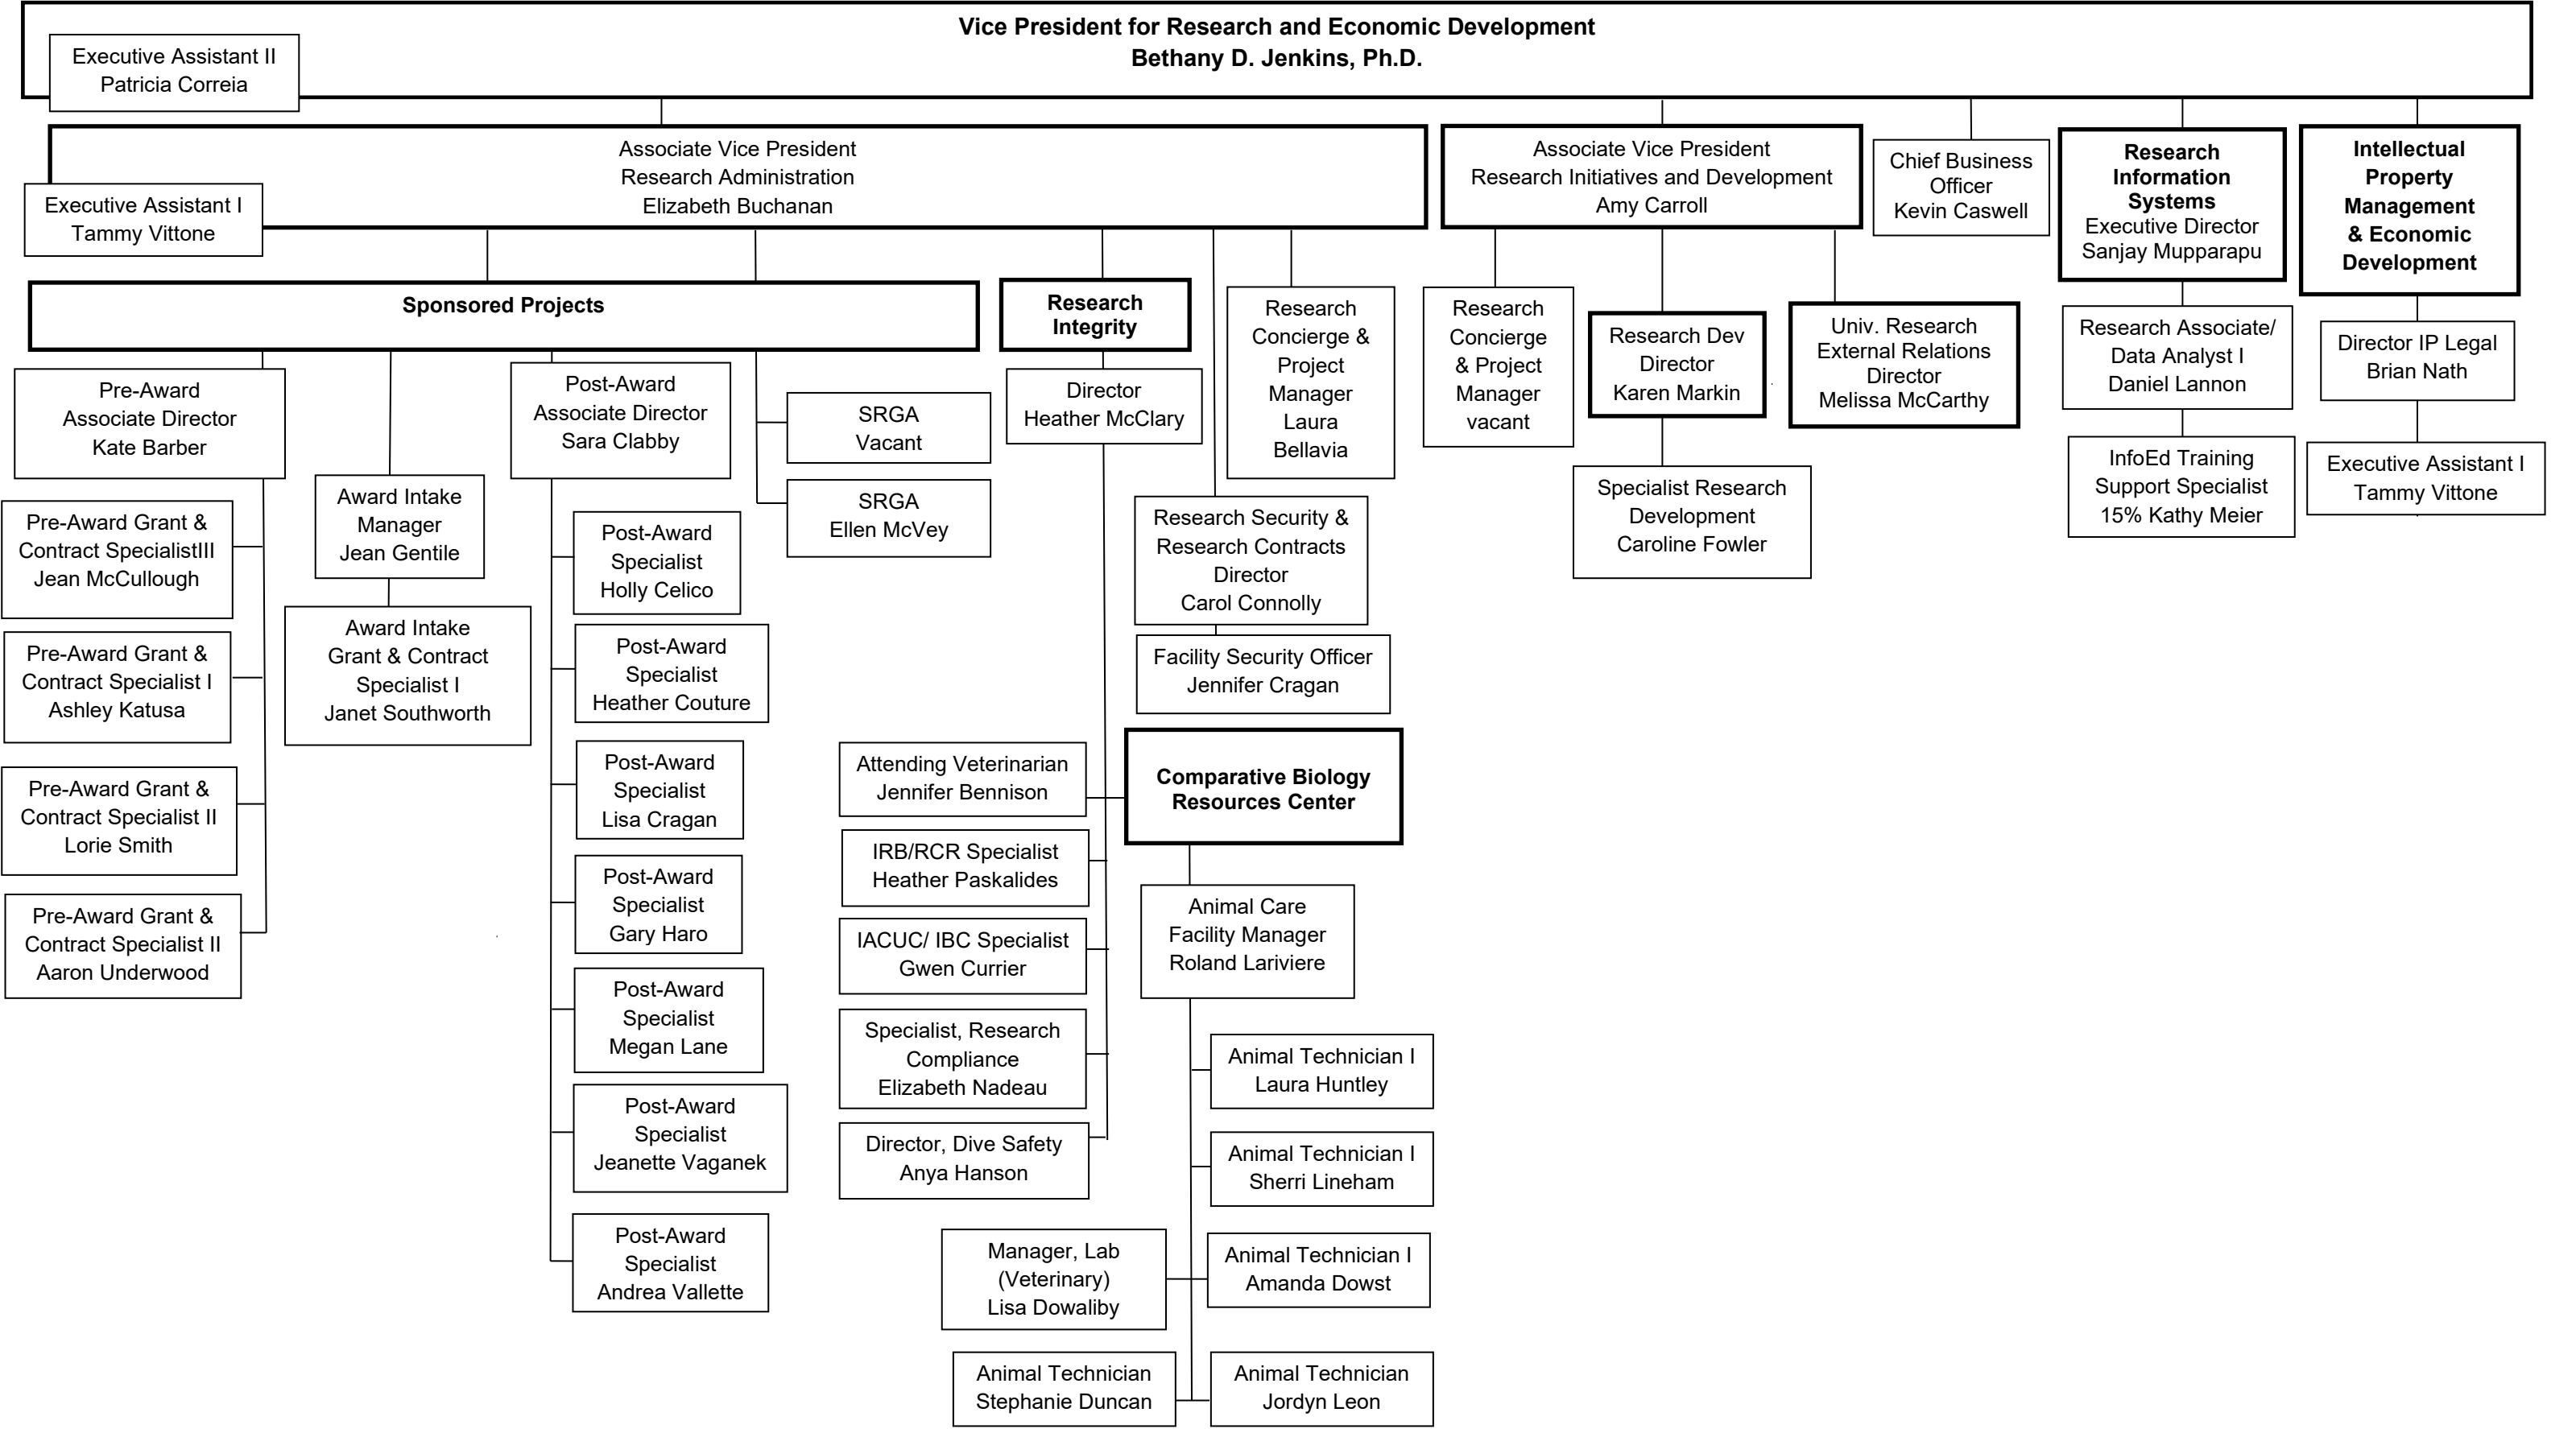 Vice President for Research and Economic Development
Bethany D. Jenkins, Ph.D.
Executive Assistant II
Patricia Correia
Associate Vice President
Research Administration
Elizabeth Buchanan
Executive Assistant I
Tammy Vittone
Associate Vice President
Research Initiatives and Development
Amy Carroll
Chief Business
Officer
Kevin Caswell
Research
Information
Systems
Executive Director
Sanjay Mupparapu
Intellectual
Property
Management
& Economic
Development
Sponsored Projects
Research
Integrity
Research
Concierge &
Project
Manager
Laura
Bellavia
Research
Concierge
& Project
Manager
vacant
Research Dev
Director
Karen Markin
Univ. Research
External Relations
Director
Melissa McCarthy
Research Associate/
Data Analyst I
Daniel Lannon
Director IP Legal
Brian Nath
Pre-Award
Associate Director
Kate Barber
Post-Award
Associate Director
Sara Clabby
SRGA
Vacant
Director
Heather McClary
SRGA
Ellen McVey
InfoEd Training
Support Specialist
15% Kathy Meier
Executive Assistant I
Tammy Vittone
Specialist Research
Development
Caroline Fowler
Award Intake
Manager
Jean Gentile
Pre-Award Grant &
Contract SpecialistIII
Jean McCullough
Post-Award
Specialist
Holly Celico
Research Security &
Research Contracts
Director
Carol Connolly
Award Intake
Grant & Contract
Specialist I
Janet Southworth
Pre-Award Grant &
Contract Specialist I
Ashley Katusa
Post-Award
Specialist
Heather Couture
Facility Security Officer
Jennifer Cragan
Pre-Award Grant &
Contract Specialist II
Lorie Smith
Post-Award
Specialist
Lisa Cragan
Attending Veterinarian
Jennifer Bennison
Comparative Biology
Resources Center
Pre-Award Grant &
Contract Specialist II
Aaron Underwood
Post-Award
Specialist
Gary Haro
IRB/RCR Specialist
Heather Paskalides
Animal Care
Facility Manager
Roland Lariviere
IACUC/ IBC Specialist
Gwen Currier
Post-Award
Specialist
Megan Lane
Specialist, Research
Compliance
Elizabeth Nadeau
Animal Technician I
Laura Huntley
Post-Award
Specialist
Jeanette Vaganek
Director, Dive Safety
Anya Hanson
Animal Technician I
Sherri Lineham
Post-Award
Specialist
Andrea Vallette
Manager, Lab
(Veterinary)
Lisa Dowaliby
Animal Technician I
Amanda Dowst
Animal Technician
Stephanie Duncan
Animal Technician
Jordyn Leon